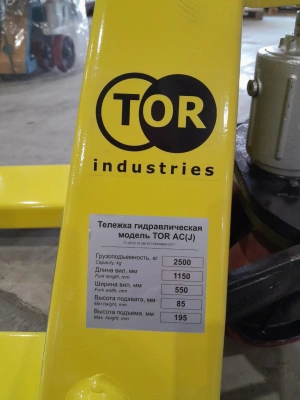 TOR
industries
Тележка гидравлическая
модель TOR AC(J)
Грузоподъемность, кг 2500
Capacity, kg
Длина вил, мм 1150
Fork length, mm
Ширина вил, мм 550
Fork width, mm
Высота подхвата, мм 85
Min height, mm
Высота подъема, мм 195
Max. height, mm